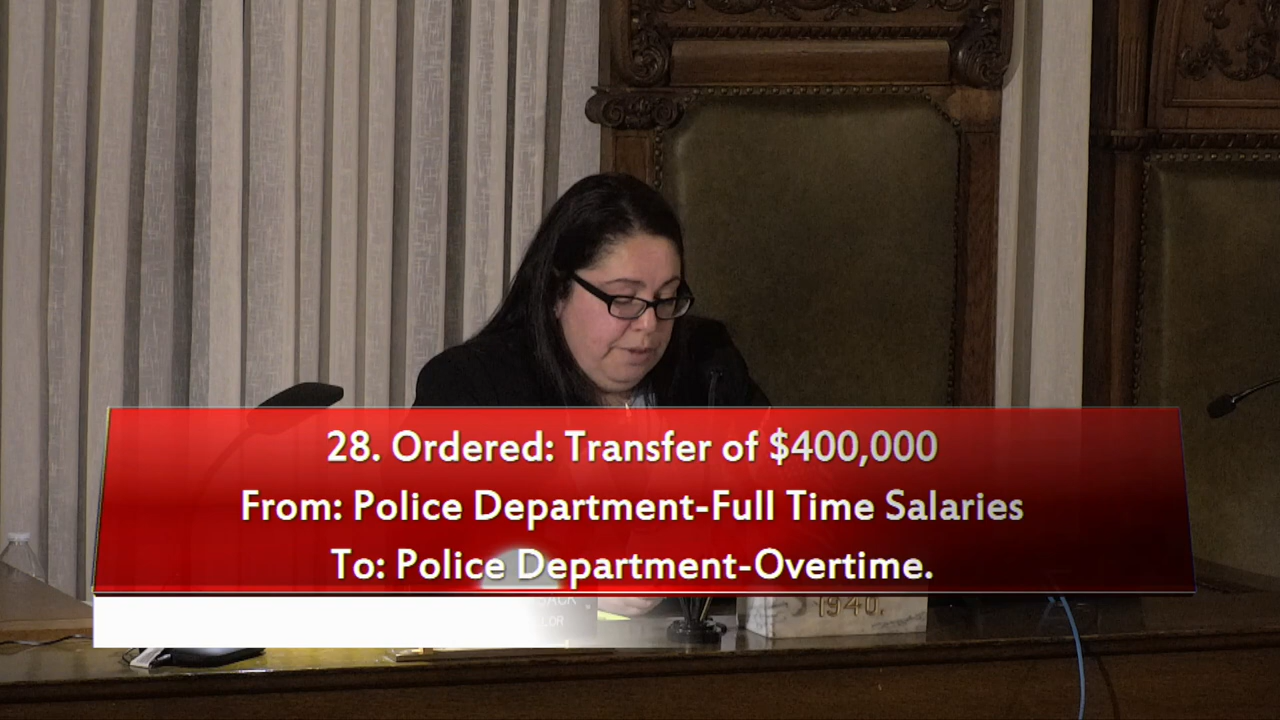 28. Ordered: Transfer of $400,000
From: Police Department-Full Time Salaries
To: Police Department-Overtime.
1940.